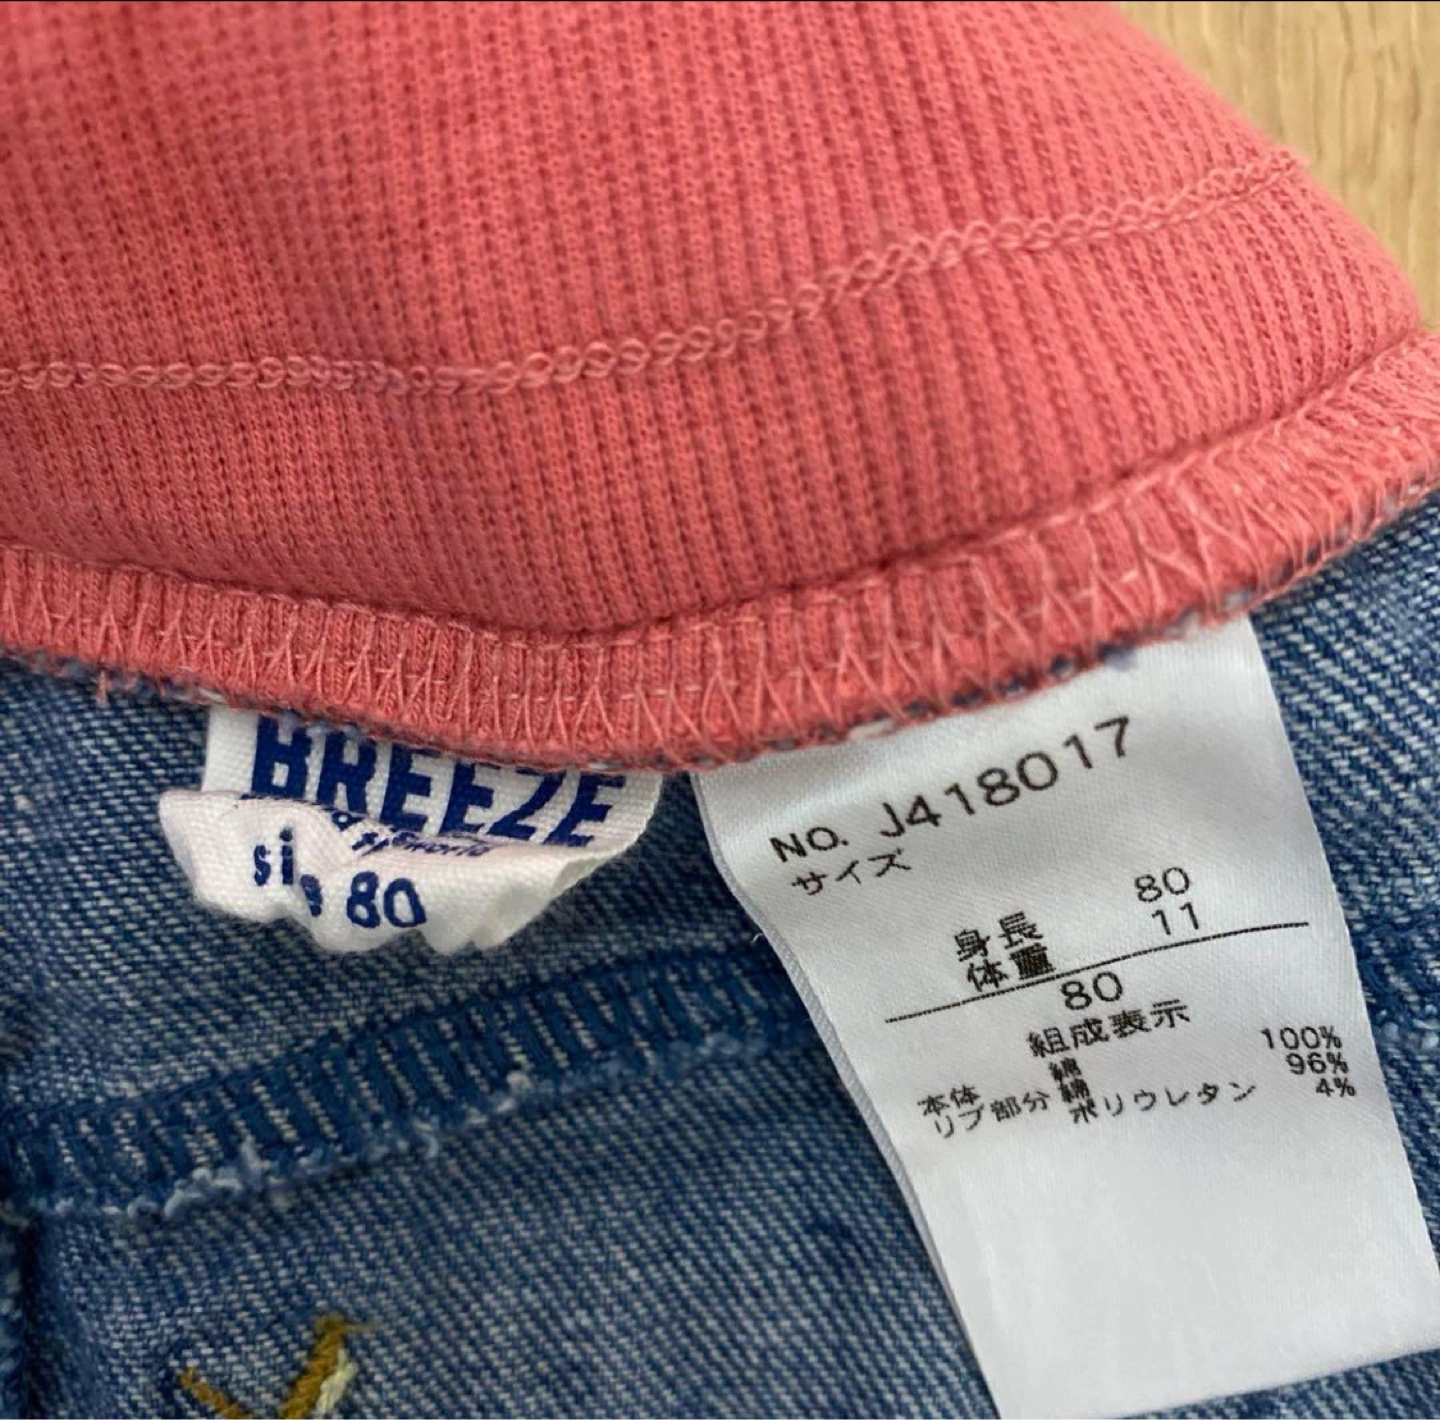 BREEZE
size 80
NO. J418017
サイズ
身長 80
体重 11
80
組成表示
本体 綿 100%
リブ部分 綿 96%
ポリウレタン 4%